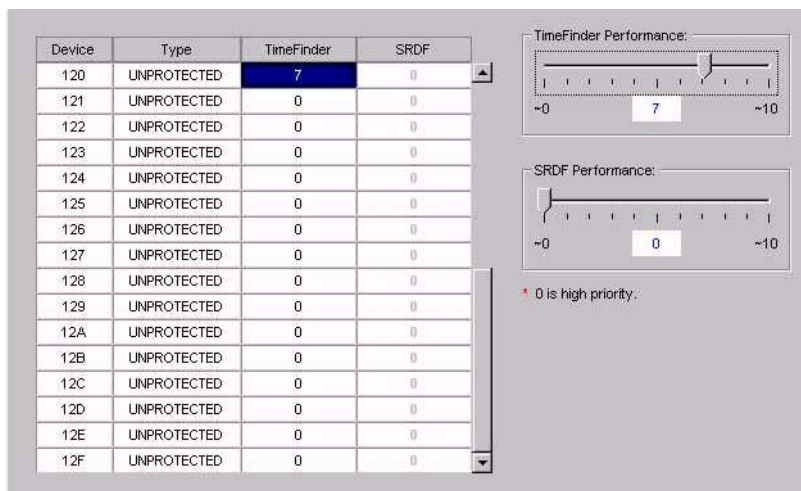 Device Type TimeFinder SRDF
120 UNPROTECTED 7 0
121 UNPROTECTED 0 0
122 UNPROTECTED 0 0
123 UNPROTECTED 0 0
124 UNPROTECTED 0 0
125 UNPROTECTED 0 0
126 UNPROTECTED 0 0
127 UNPROTECTED 0 0
128 UNPROTECTED 0 0
129 UNPROTECTED 0 0
12A UNPROTECTED 0 0
12B UNPROTECTED 0 0
12C UNPROTECTED 0 0
12D UNPROTECTED 0 0
12E UNPROTECTED 0 0
12F UNPROTECTED 0 0
TimeFinder Performance:
~0 7 ~10
SRDF Performance:
~0 0 ~10
* 0 is high priority.